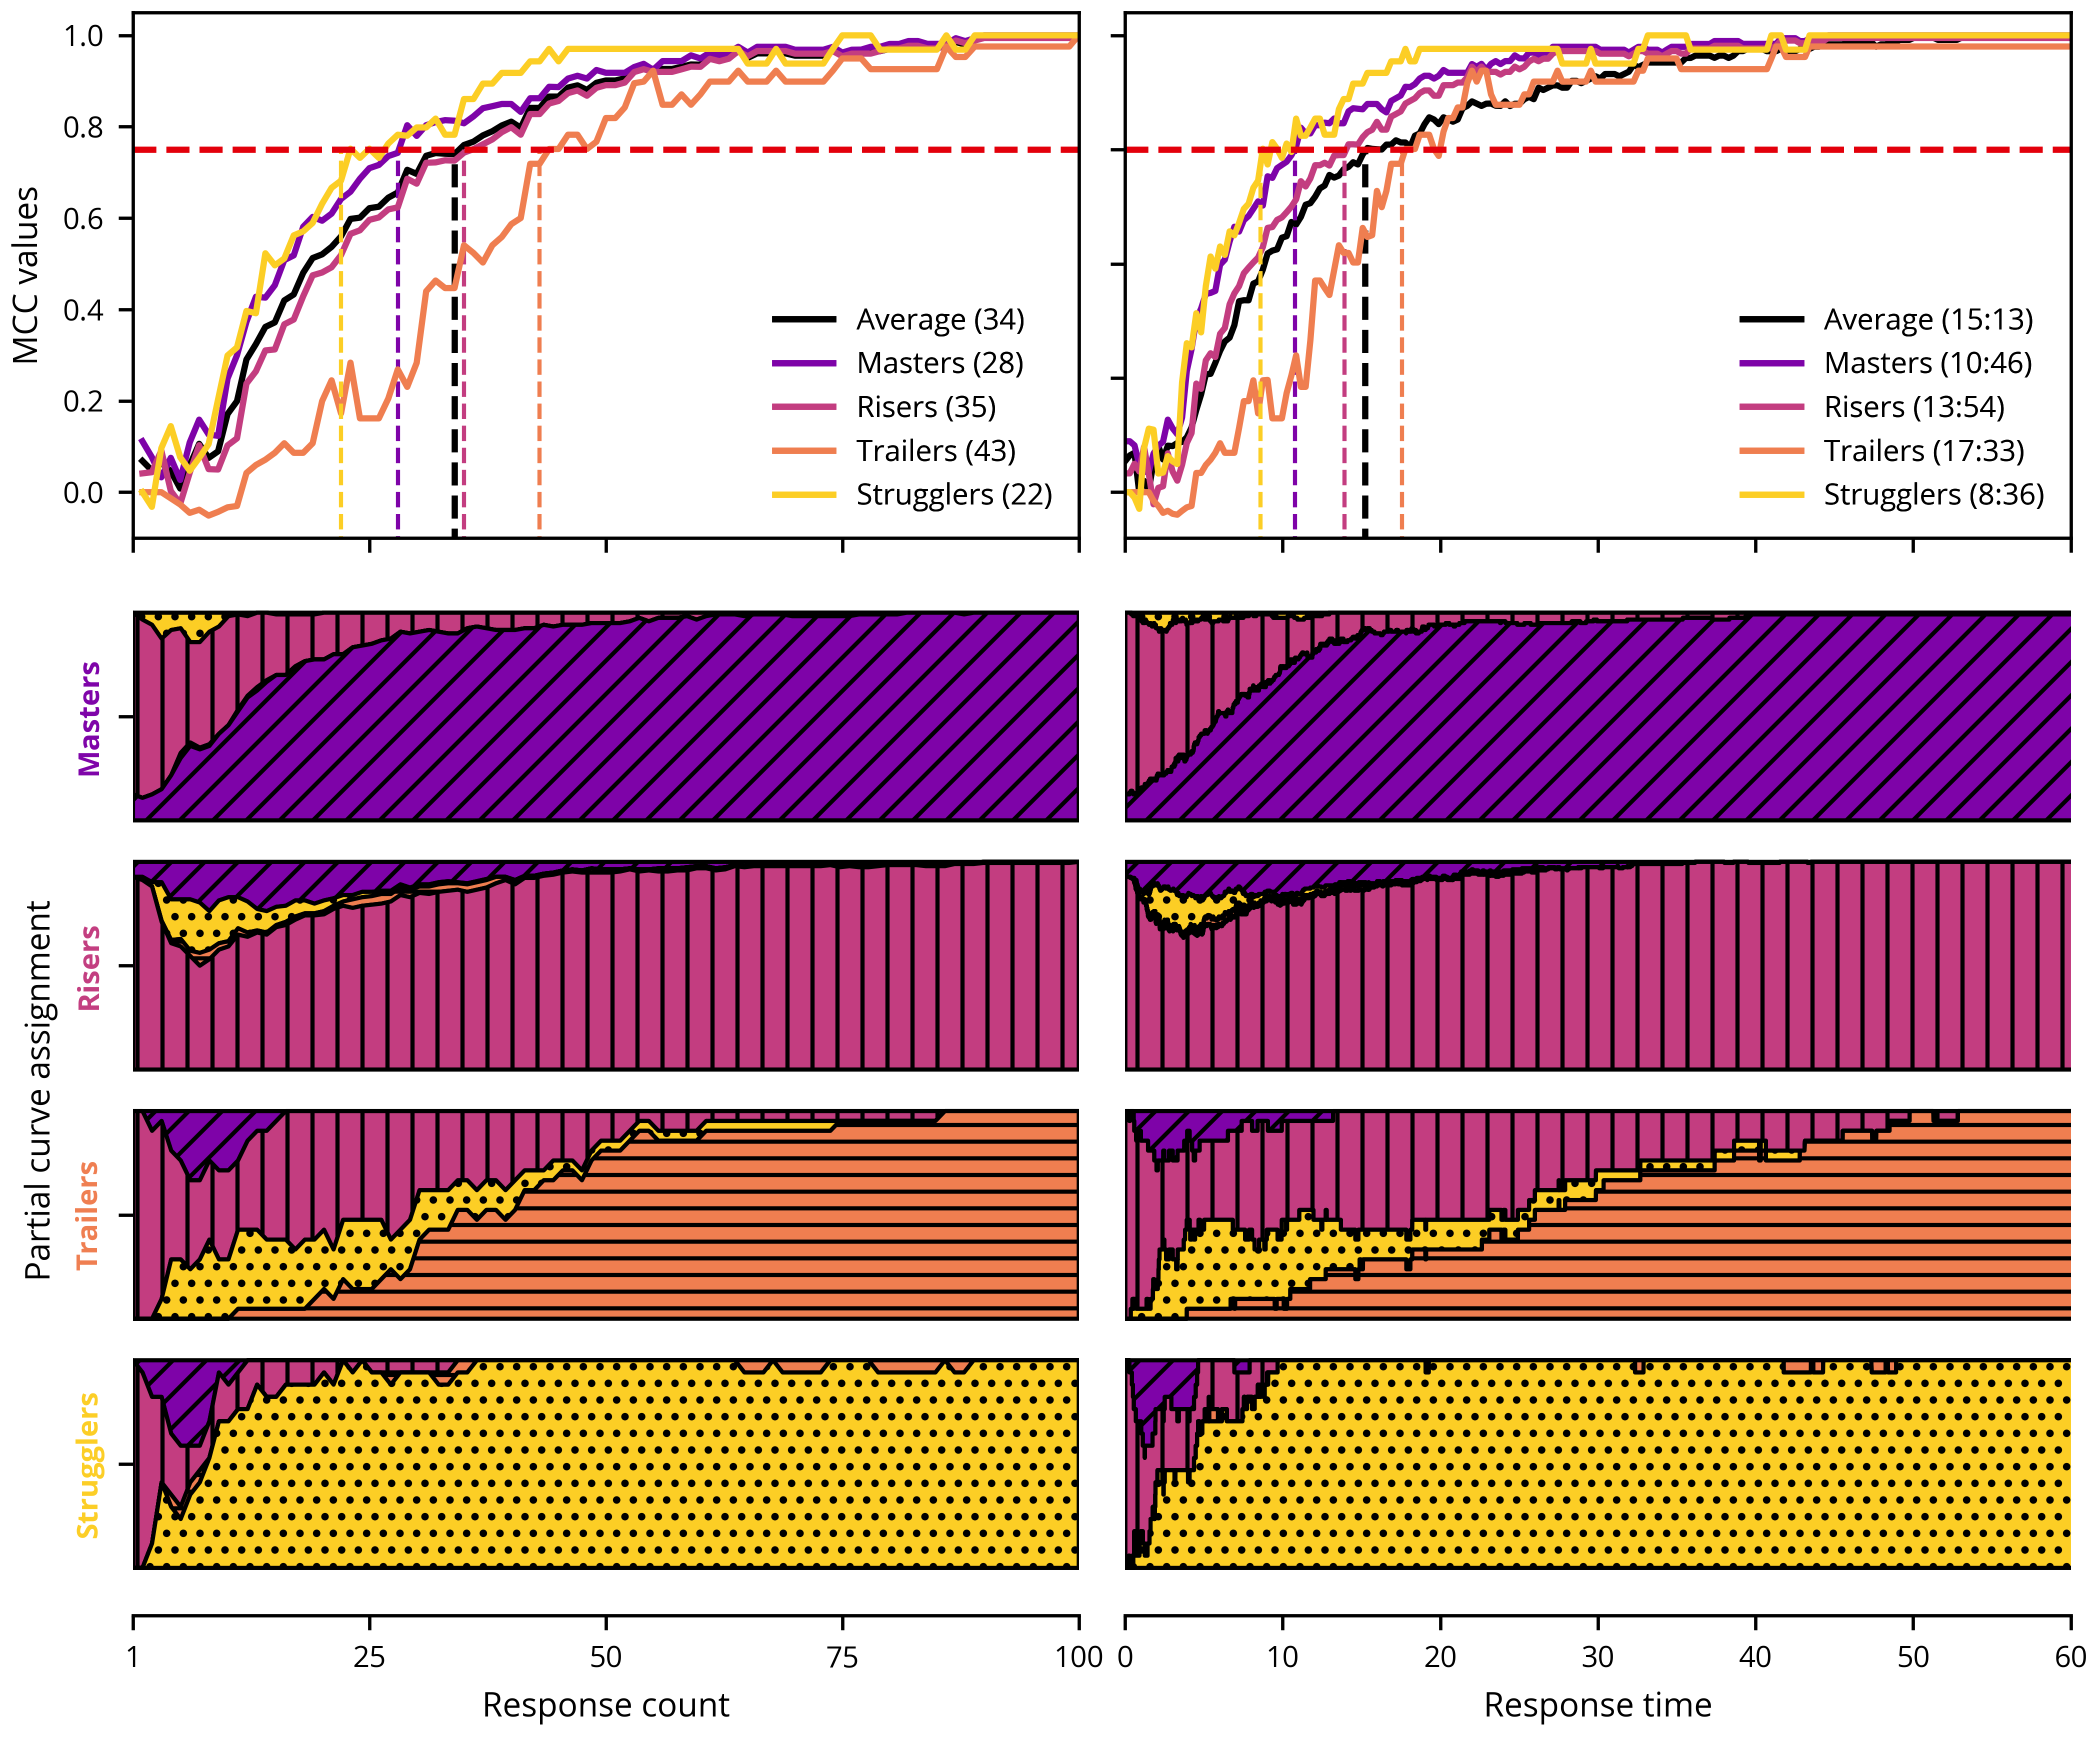 1.0
0.8
0.6
0.4
0.2
0.0
MCC values
Average (34)
Masters (28)
Risers (35)
Trailers (43)
Strugglers (22)
Average (15:13)
Masters (10:46)
Risers (13:54)
Trailers (17:33)
Strugglers (8:36)
Partial curve assignment
Masters
Risers
Trailers
Strugglers
1 25 50 75 100
0 10 20 30 40 50 60
Response count
Response time